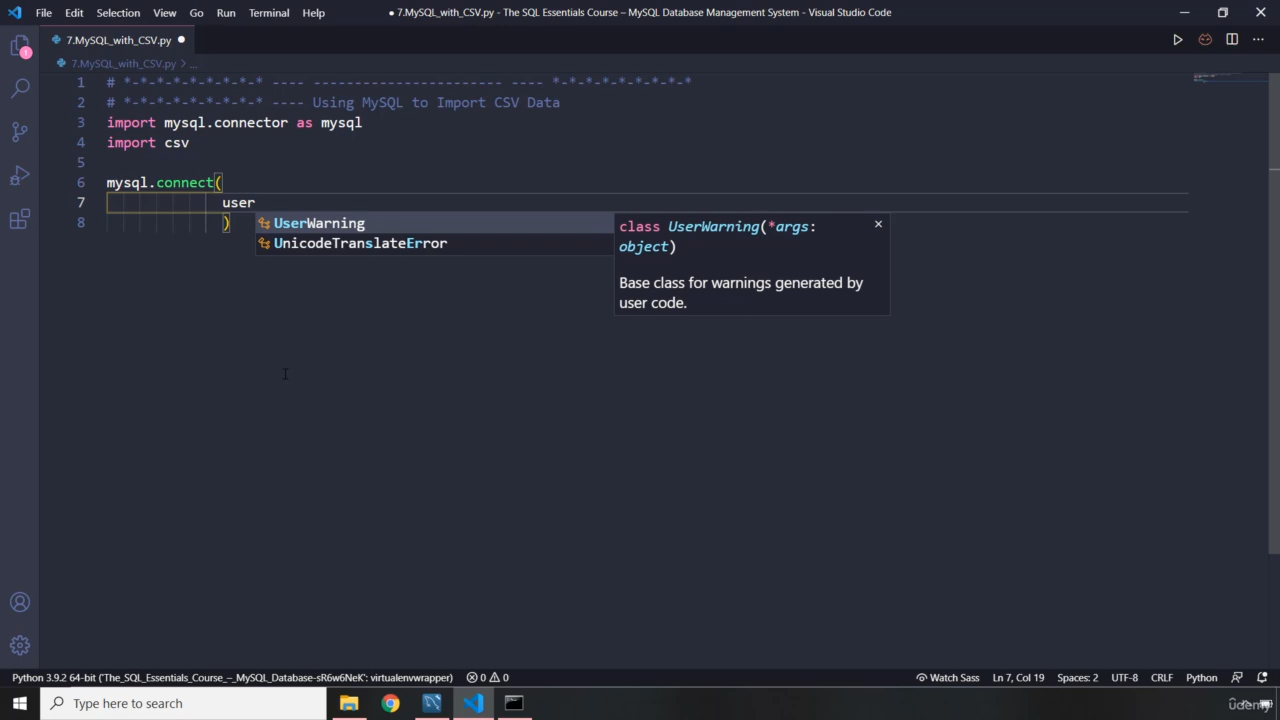 File Edit Selection View Go Run Terminal Help
● 7.MySQL_with_CSV.py - The SQL Essentials Course – MySQL Database Management System - Visual Studio Code
7.MySQL_with_CSV.py ●
7.MySQL_with_CSV.py > ...
1 # *-*-*-*-*-*-*-* ---- ----------------------- ---- *-*-*-*-*-*-*-*-*
2 # *-*-*-*-*-*-*-* ---- Using MySQL to Import CSV Data
3 import mysql.connector as mysql
4 import csv
5
6 mysql.connect(
7 user
8 )
UserWarning
UnicodeTranslateError
class UserWarning(*args:
object)
Base class for warnings generated by
user code.
1
Python 3.9.2 64-bit ('The_SQL_Essentials_Course_–_MySQL_Database-sR6w6NeK': virtualenvwrapper) 0 0 Watch Sass Ln 7, Col 19 Spaces: 2 UTF-8 CRLF Python
Type here to search
Udemy